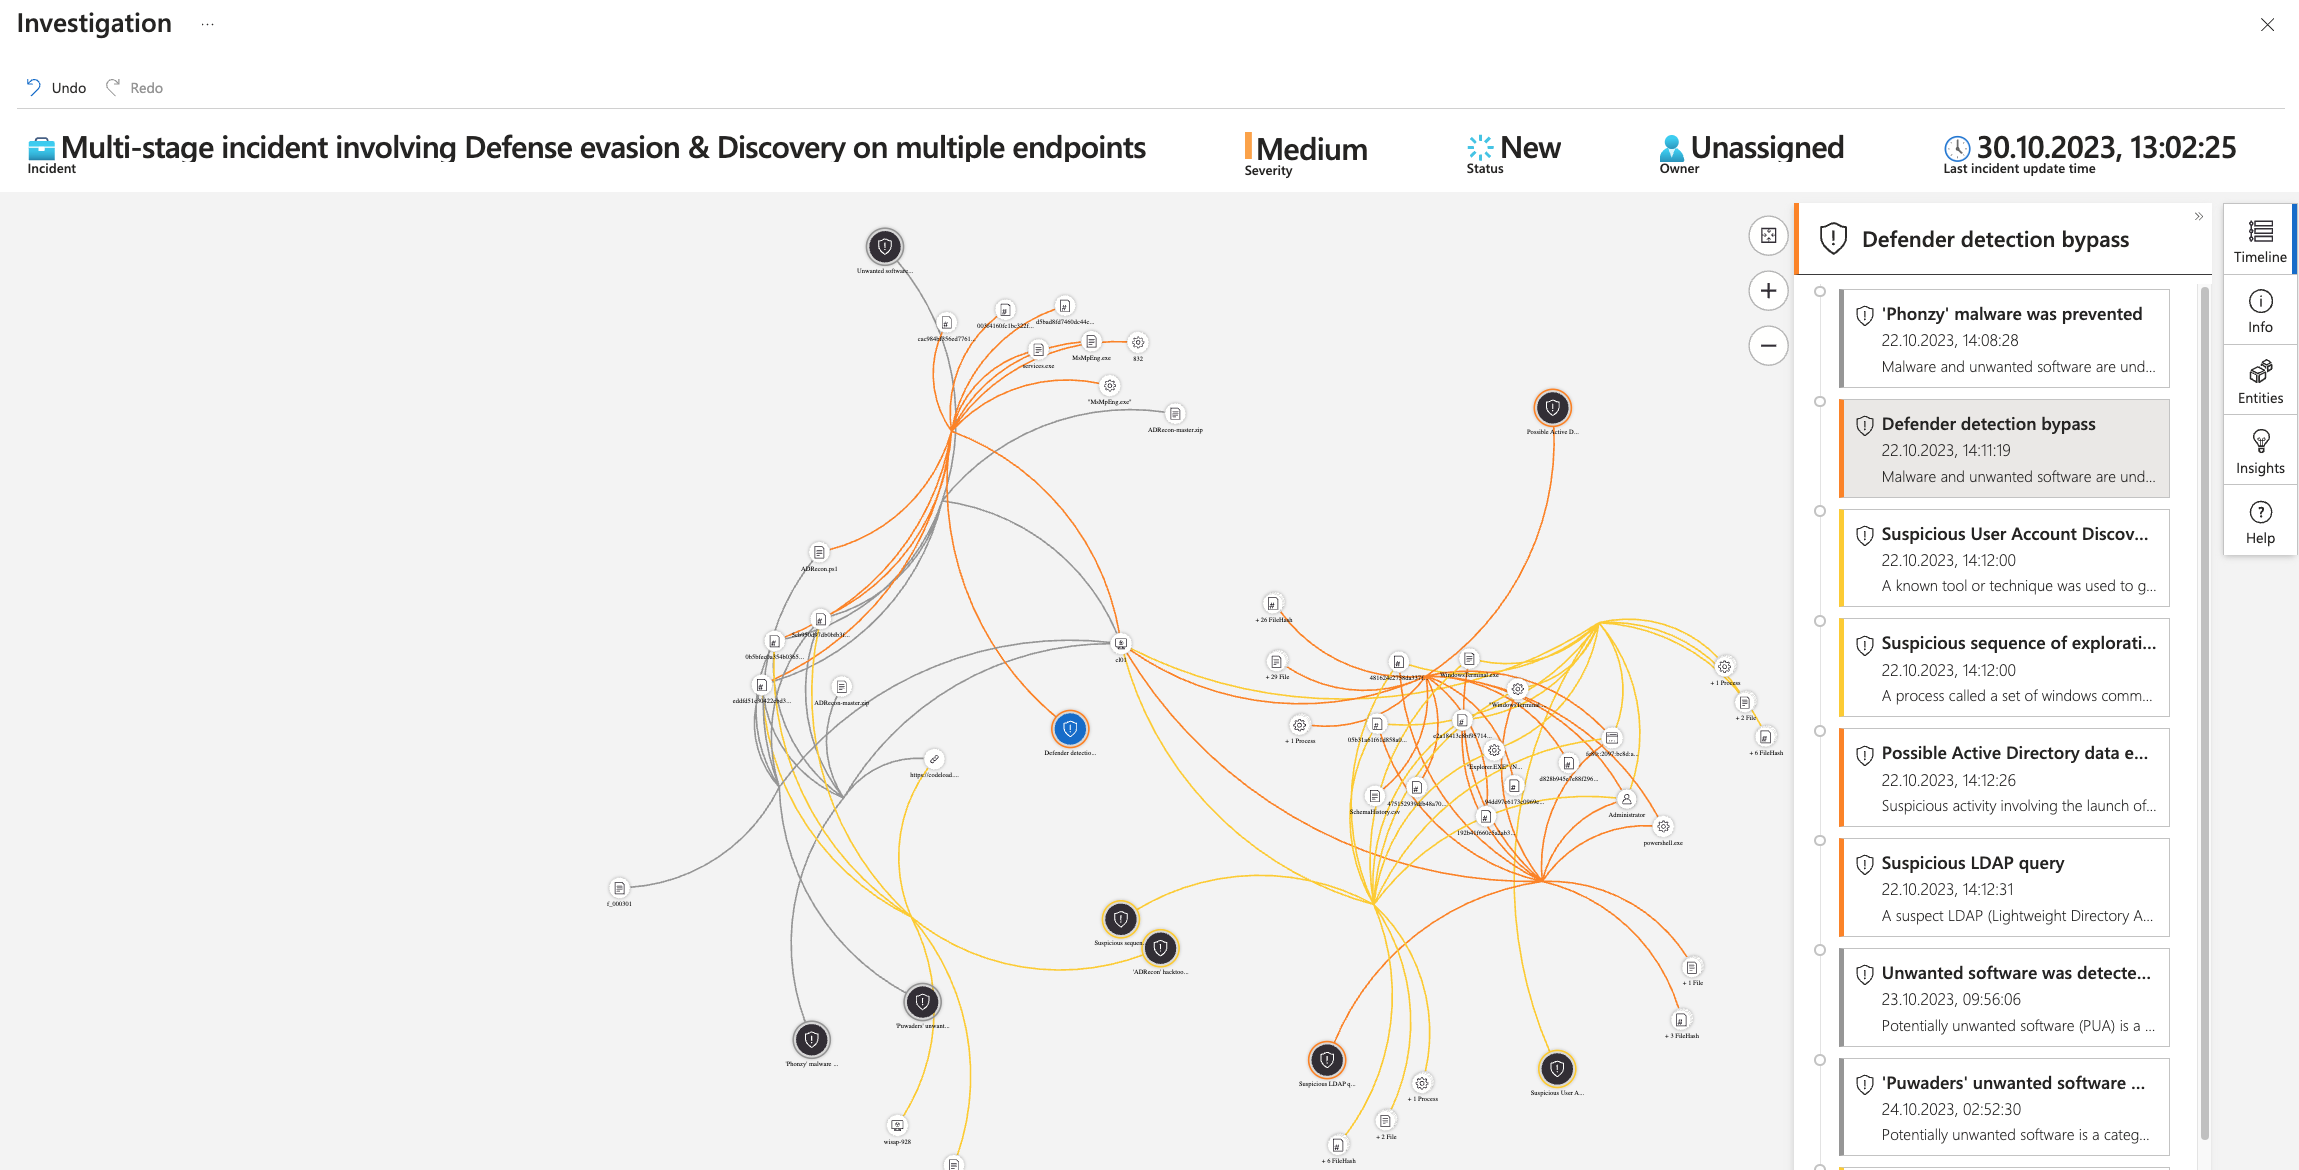 Investigation
...
Undo
Redo
Multi-stage incident involving Defense evasion & Discovery on multiple endpoints
Incident
Medium
Severity
New
Status
Unassigned
Owner
30.10.2023, 13:02:25
Last incident update time
Unwanted software...
MsMpEng.exe
832
services.exe
"MsMpEng.exe"
ADRecon-master.zip
Possible Active D...
ADRecon.ps1
cl01
ADRecon-master.zip
Defender detectio...
https://codeload....
f_000301
+ 26 FileHash
+ 29 File
+ 1 Process
WindowsTerminal.exe
"WindowsTerminal...
"Explorer.EXE" (N...
SchemaHistory.csv
Administrator
powershell.exe
+ 1 Process
+ 2 File
+ 6 FileHash
Suspicious sequen...
'ADRecon' hacktoo...
'Puwaders' unwant...
'Phonzy' malware ...
+ 1 File
+ 3 FileHash
Suspicious LDAP q...
Suspicious User A...
+ 1 Process
+ 2 File
+ 6 FileHash
wisap-928
Defender detection bypass
'Phonzy' malware was prevented
22.10.2023, 14:08:28
Malware and unwanted software are und...
Defender detection bypass
22.10.2023, 14:11:19
Malware and unwanted software are und...
Suspicious User Account Discov...
22.10.2023, 14:12:00
A known tool or technique was used to g...
Suspicious sequence of explorati...
22.10.2023, 14:12:00
A process called a set of windows comm...
Possible Active Directory data e...
22.10.2023, 14:12:26
Suspicious activity involving the launch of...
Suspicious LDAP query
22.10.2023, 14:12:31
A suspect LDAP (Lightweight Directory A...
Unwanted software was detecte...
23.10.2023, 09:56:06
Potentially unwanted software (PUA) is a ...
'Puwaders' unwanted software ...
24.10.2023, 02:52:30
Potentially unwanted software is a categ...
Timeline
Info
Entities
Insights
Help